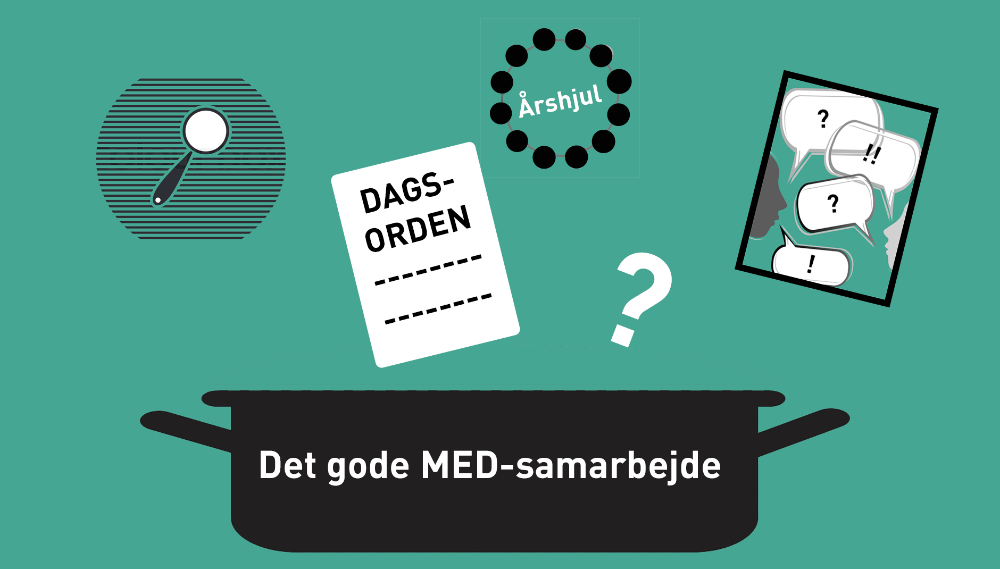 Årshjul
DAGS-
ORDEN
?
!!
?
!
?
Det gode MED-samarbejde